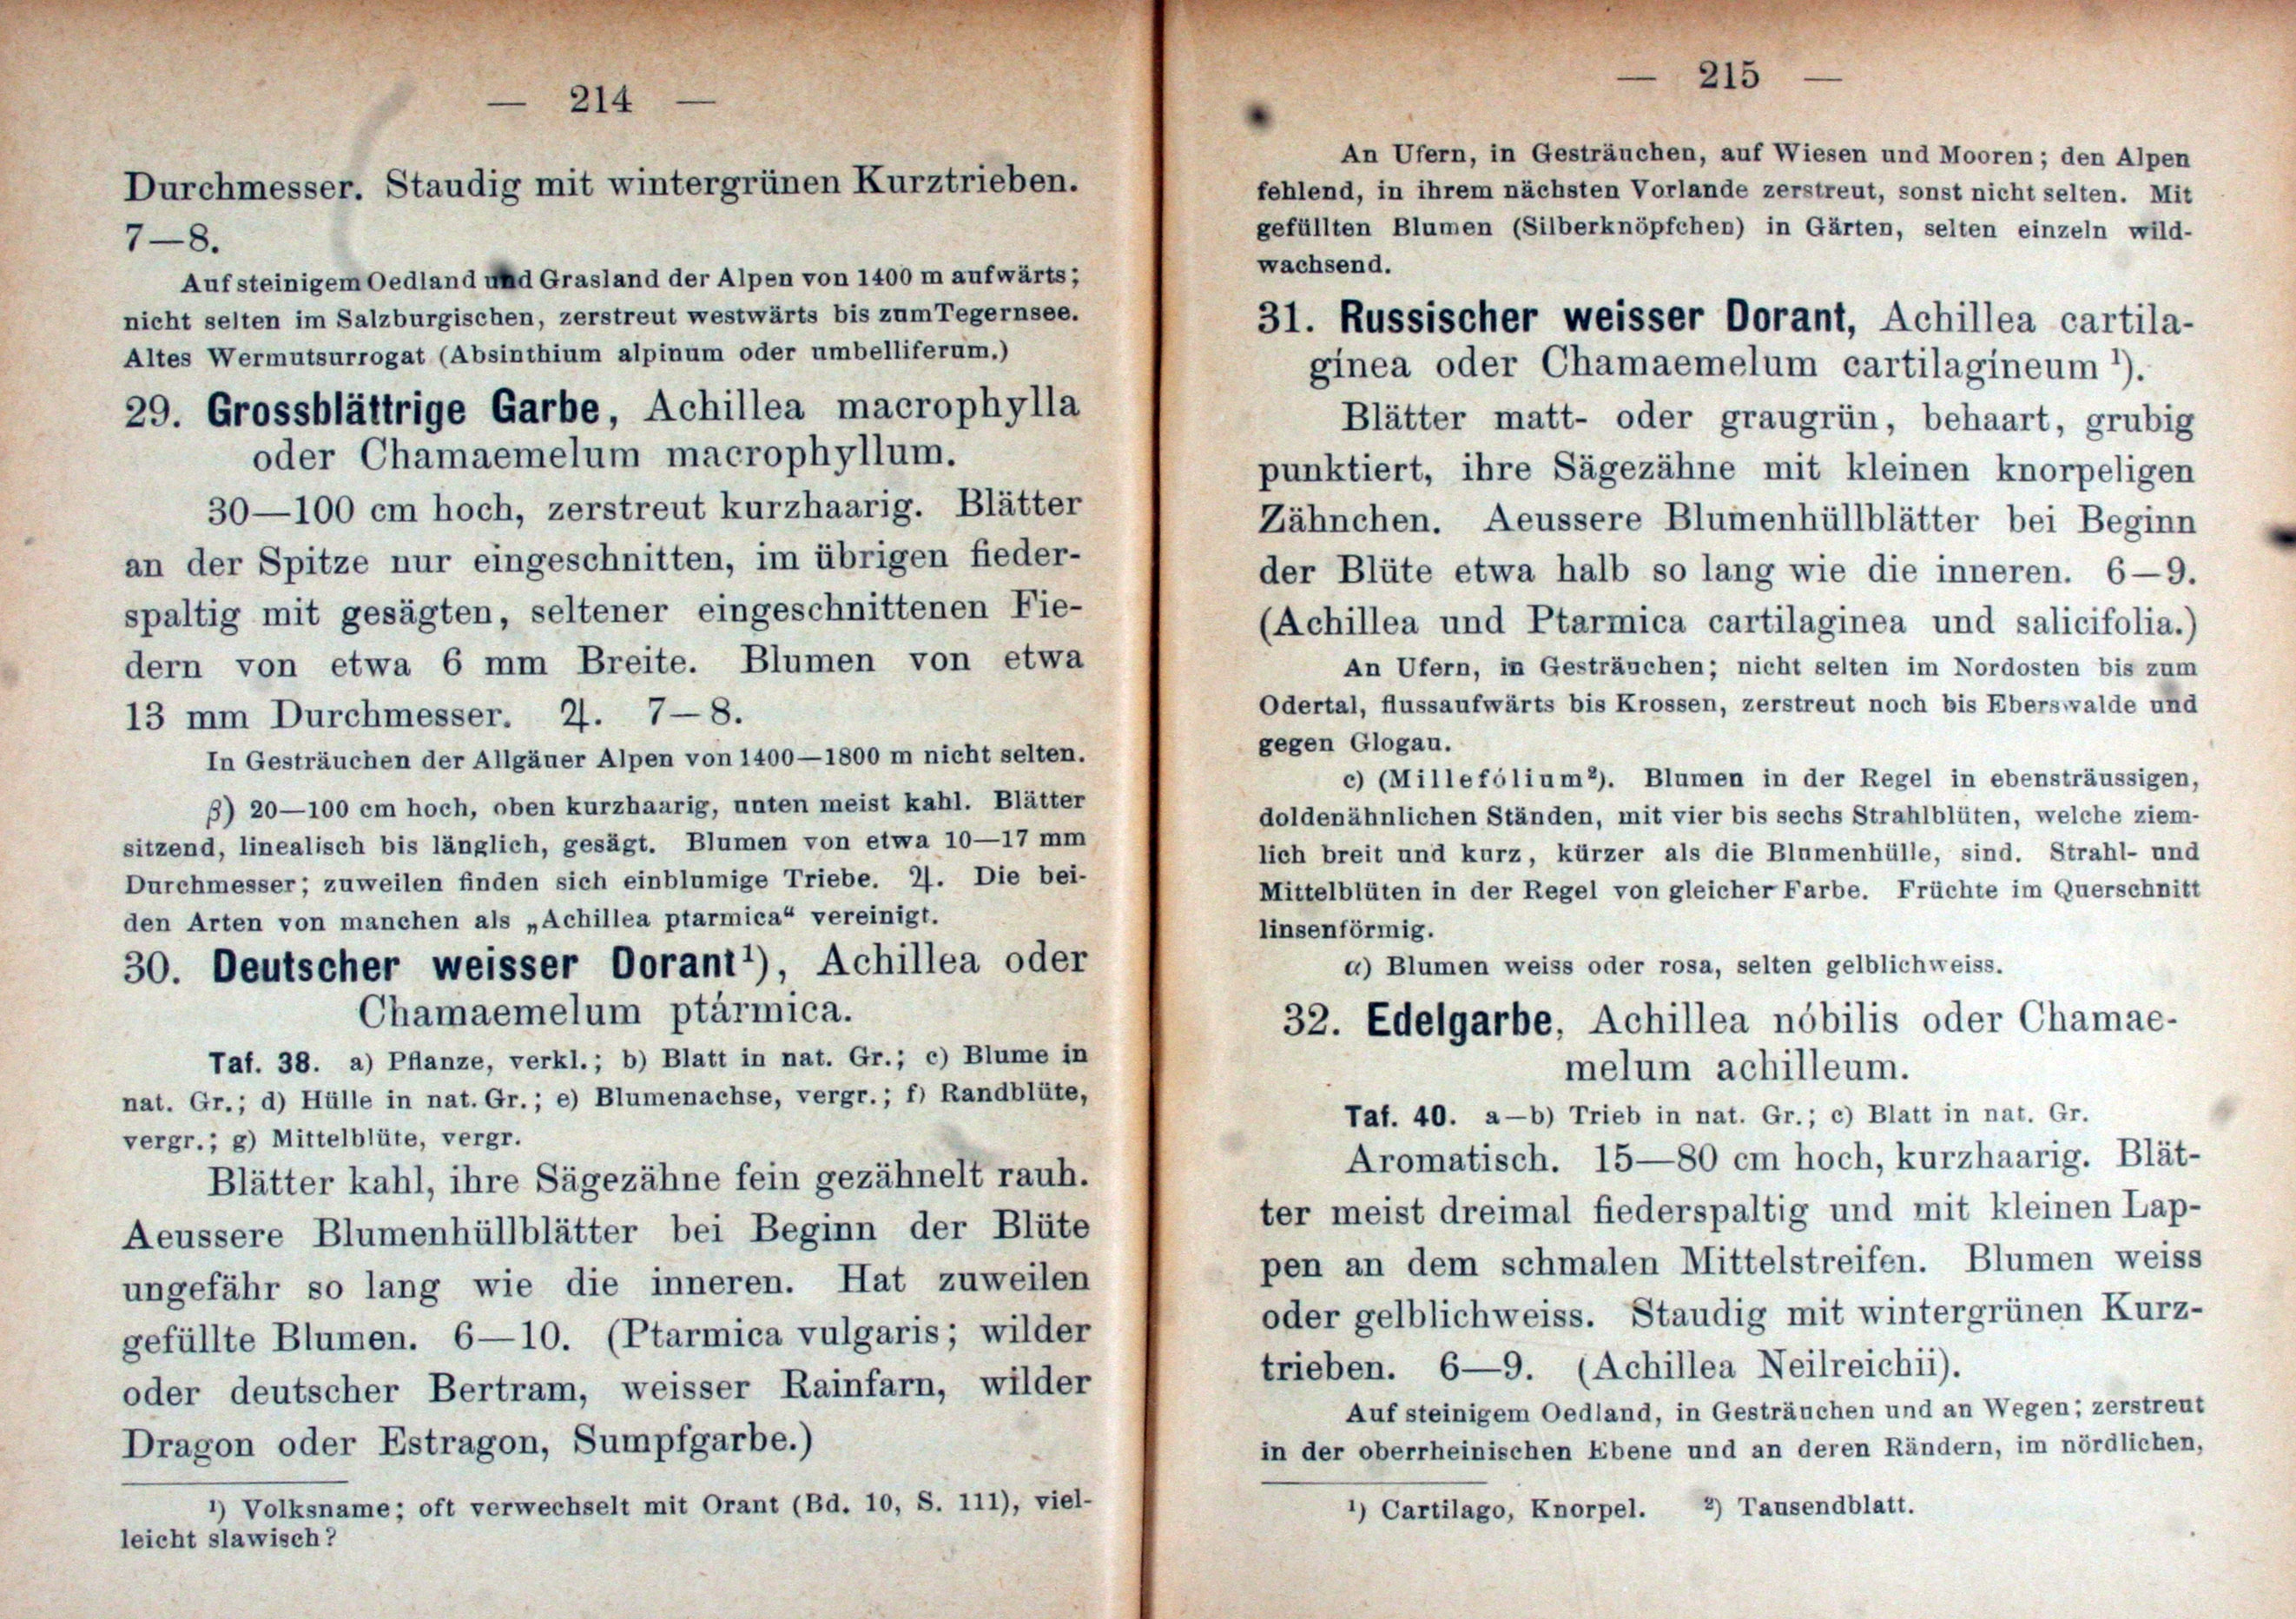 — 214 —
Durchmesser. Staudig mit wintergrünen Kurztrieben.
7—8.
Auf steinigem Oedland und Grasland der Alpen von 1400 m aufwärts;
nicht selten im Salzburgischen, zerstreut westwärts bis zum Tegernsee.
Altes Wermutsurrogat (Absinthium alpinum oder umbelliferum.)
29. Grossblättrige Garbe, Achillea macrophylla
oder Chamaemelum macrophyllum.
30—100 cm hoch, zerstreut kurzhaarig. Blätter
an der Spitze nur eingeschnitten, im übrigen fieder-
spaltig mit gesägten, seltener eingeschnittenen Fie-
dern von etwa 6 mm Breite. Blumen von etwa
13 mm Durchmesser. ♃. 7—8.
In Gesträuchen der Allgäuer Alpen von 1400—1800 m nicht selten.
β) 20—100 cm hoch, oben kurzhaarig, unten meist kahl. Blätter
sitzend, linealisch bis länglich, gesägt. Blumen von etwa 10—17 mm
Durchmesser; zuweilen finden sich einblumige Triebe. ♃. Die bei-
den Arten von manchen als „Achillea ptarmica“ vereinigt.
30. Deutscher weisser Dorant¹), Achillea oder
Chamaemelum ptármica.
Taf. 38. a) Pflanze, verkl.; b) Blatt in nat. Gr.; c) Blume in
nat. Gr.; d) Hülle in nat. Gr.; e) Blumenachse, vergr.; f) Randblüte,
vergr.; g) Mittelblüte, vergr.
Blätter kahl, ihre Sägezähne fein gezähnelt rauh.
Aeussere Blumenhüllblätter bei Beginn der Blüte
ungefähr so lang wie die inneren. Hat zuweilen
gefüllte Blumen. 6—10. (Ptarmica vulgaris; wilder
oder deutscher Bertram, weisser Rainfarn, wilder
Dragon oder Estragon, Sumpfgarbe.)
¹) Volksname; oft verwechselt mit Orant (Bd. 10, S. 111), viel-
leicht slawisch?
— 215 —
An Ufern, in Gesträuchen, auf Wiesen und Mooren; den Alpen
fehlend, in ihrem nächsten Vorlande zerstreut, sonst nicht selten. Mit
gefüllten Blumen (Silberknöpfchen) in Gärten, selten einzeln wild-
wachsend.
31. Russischer weisser Dorant, Achillea cartila-
ginea oder Chamaemelum cartilagineum ¹).
Blätter matt- oder graugrün, behaart, grubig
punktiert, ihre Sägezähne mit kleinen knorpeligen
Zähnchen. Aeussere Blumenhüllblätter bei Beginn
der Blüte etwa halb so lang wie die inneren. 6—9.
(Achillea und Ptarmica cartilaginea und salicifolia.)
An Ufern, in Gesträuchen; nicht selten im Nordosten bis zum
Odertal, flussaufwärts bis Krossen, zerstreut noch bis Eberswalde und
gegen Glogau.
c) (Millefólium²). Blumen in der Regel in ebensträussigen,
doldenähnlichen Ständen, mit vier bis sechs Strahlblüten, welche ziem-
lich breit und kurz, kürzer als die Blumenhülle, sind. Strahl- und
Mittelblüten in der Regel von gleicher Farbe. Früchte im Querschnitt
linsenförmig.
α) Blumen weiss oder rosa, selten gelblichweiss.
32. Edelgarbe, Achillea nóbilis oder Chamae-
melum achilleum.
Taf. 40. a—b) Trieb in nat. Gr.; c) Blatt in nat. Gr.
Aromatisch. 15—80 cm hoch, kurzhaarig. Blät-
ter meist dreimal fiederspaltig und mit kleinen Lap-
pen an dem schmalen Mittelstreifen. Blumen weiss
oder gelblichweiss. Staudig mit wintergrünen Kurz-
trieben. 6—9. (Achillea Neilreichii).
Auf steinigem Oedland, in Gesträuchen und an Wegen; zerstreut
in der oberrheinischen Ebene und an deren Rändern, im nördlichen,
¹) Cartilago, Knorpel. ²) Tausendblatt.